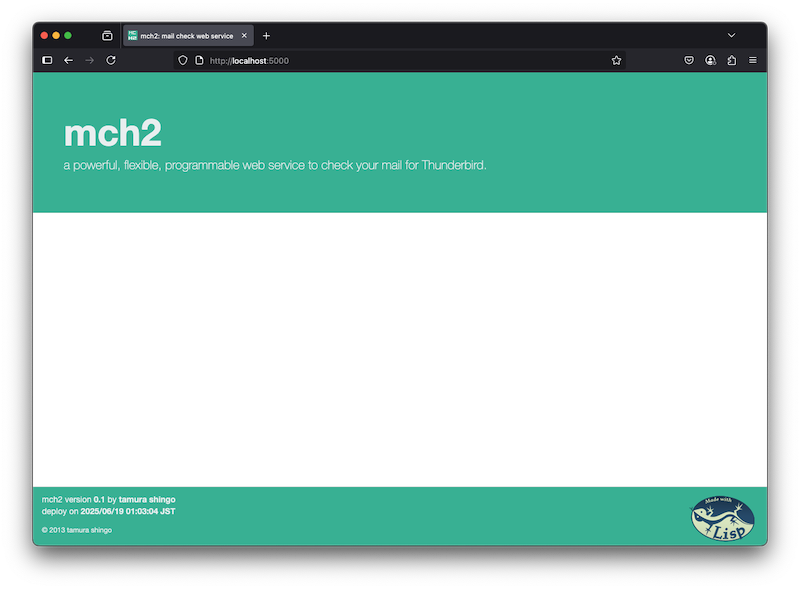 mch2: mail check web service
http://localhost:5000
mch2
a powerful, flexible, programmable web service to check your mail for Thunderbird.
mch2 version 0.1 by tamura shingo
deploy on 2025/06/19 01:03:04 JST
© 2013 tamura shingo
Made with
Lisp